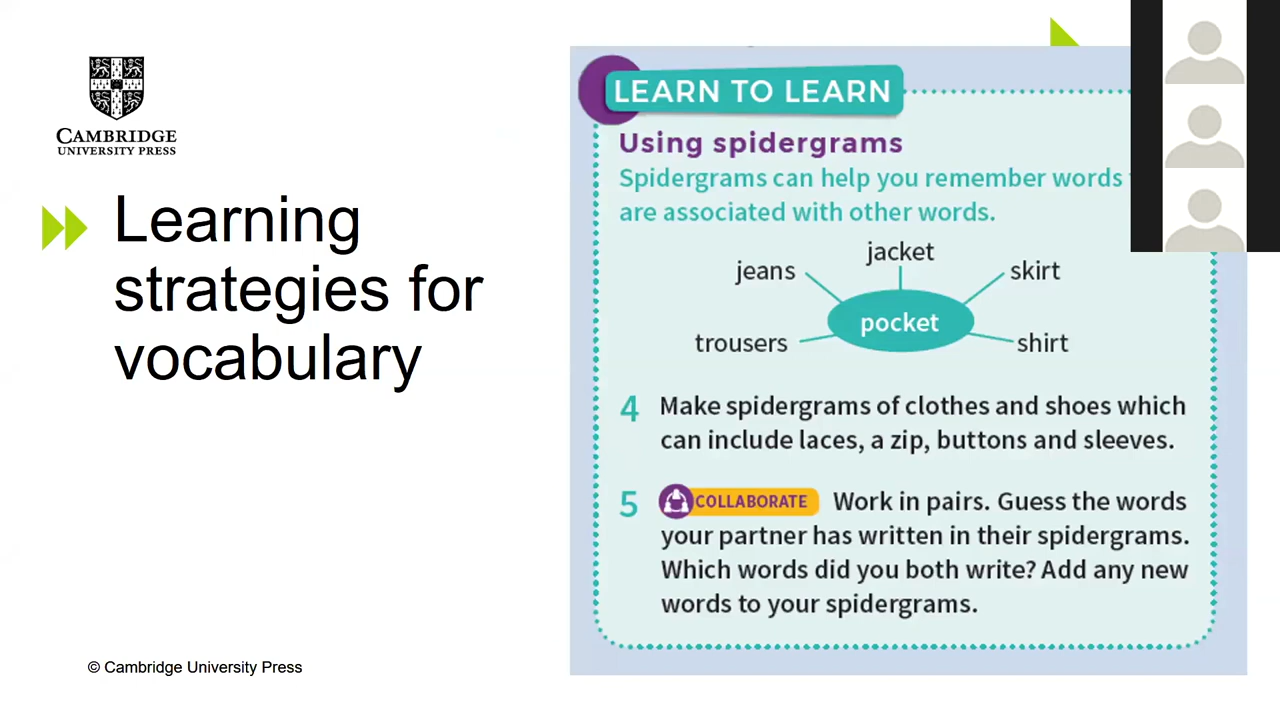 CAMBRIDGE
UNIVERSITY PRESS
Learning
strategies for
vocabulary
© Cambridge University Press
LEARN TO LEARN
Using spidergrams
Spidergrams can help you remember words
are associated with other words.
jacket
jeans
skirt
pocket
trousers
shirt
4 Make spidergrams of clothes and shoes which
can include laces, a zip, buttons and sleeves.
5 COLLABORATE Work in pairs. Guess the words
your partner has written in their spidergrams.
Which words did you both write? Add any new
words to your spidergrams.